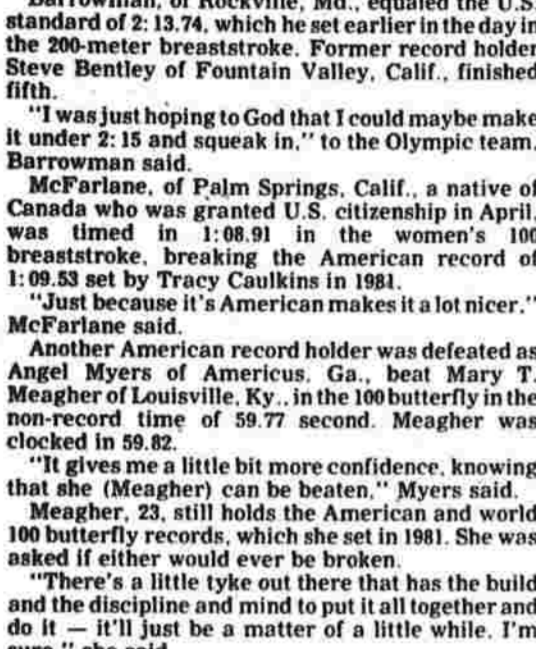 Barrowman, of Rockville, Md., equaled the U.S.
standard of 2:13.74, which he set earlier in the day in
the 200-meter breaststroke. Former record holder
Steve Bentley of Fountain Valley, Calif., finished
fifth.
"I was just hoping to God that I could maybe make
it under 2:15 and squeak in," to the Olympic team,
Barrowman said.
McFarlane, of Palm Springs, Calif., a native of
Canada who was granted U.S. citizenship in April,
was timed in 1:08.91 in the women's 100
breaststroke, breaking the American record of
1:09.53 set by Tracy Caulkins in 1981.
"Just because it's American makes it a lot nicer,"
McFarlane said.
Another American record holder was defeated as
Angel Myers of Americus, Ga., beat Mary T.
Meagher of Louisville, Ky., in the 100 butterfly in the
non-record time of 59.77 second. Meagher was
clocked in 59.82.
"It gives me a little bit more confidence, knowing
that she (Meagher) can be beaten," Myers said.
Meagher, 23, still holds the American and world
100 butterfly records, which she set in 1981. She was
asked if either would ever be broken.
"There's a little tyke out there that has the build
and the discipline and mind to put it all together and
do it — it'll just be a matter of a little while, I'm
sure," she said.